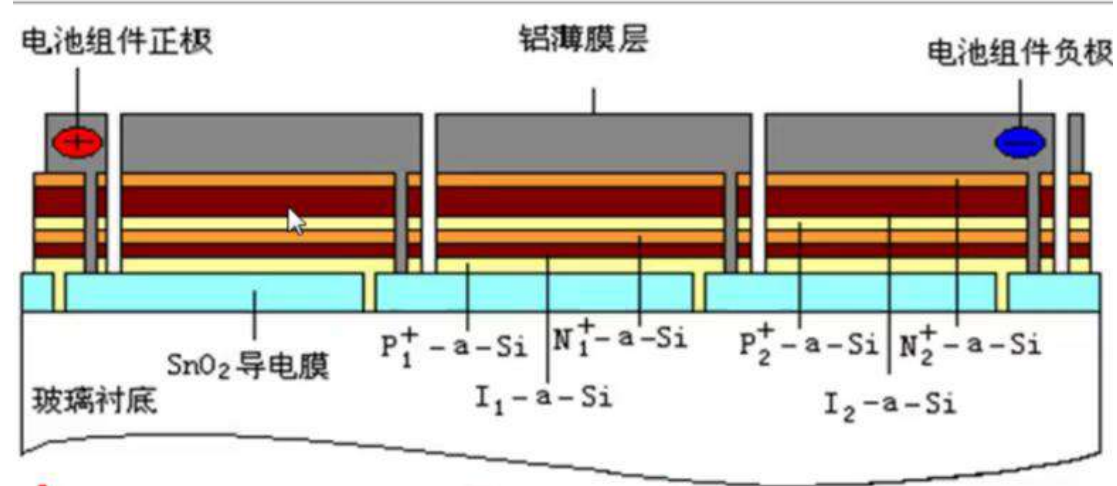 电池组件正极
铝薄膜层
电池组件负极
+
−
SnO₂导电膜
P₁⁺-a-Si
N₁⁺-a-Si
P₂⁺-a-Si
N₂⁺-a-Si
玻璃衬底
I₁-a-Si
I₂-a-Si